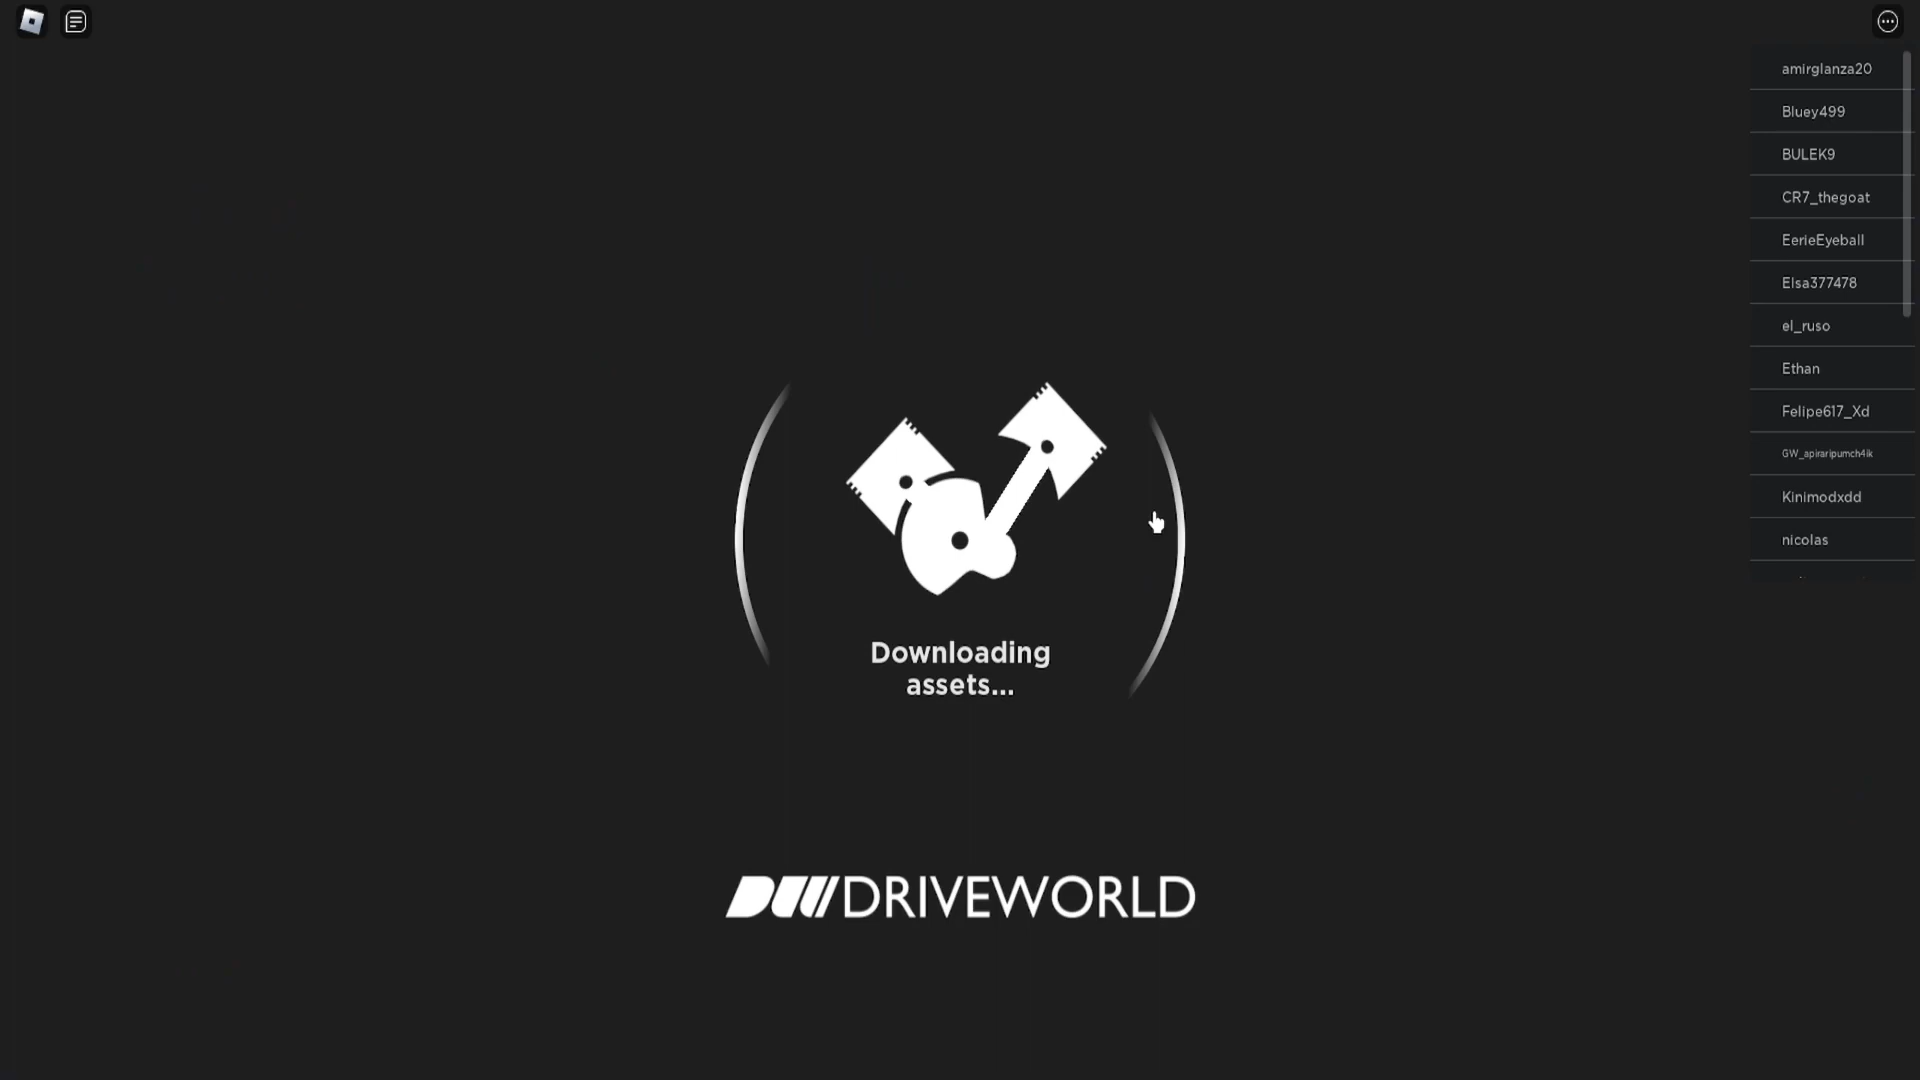 amirglanza20
Bluey499
BULEK9
CR7_thegoat
EerieEyeball
Elsa377478
el_ruso
Ethan
Felipe617_Xd
GW_apiraripumch4ik
Kinimodxdd
nicolas
Downloading
assets...
DRIVEWORLD